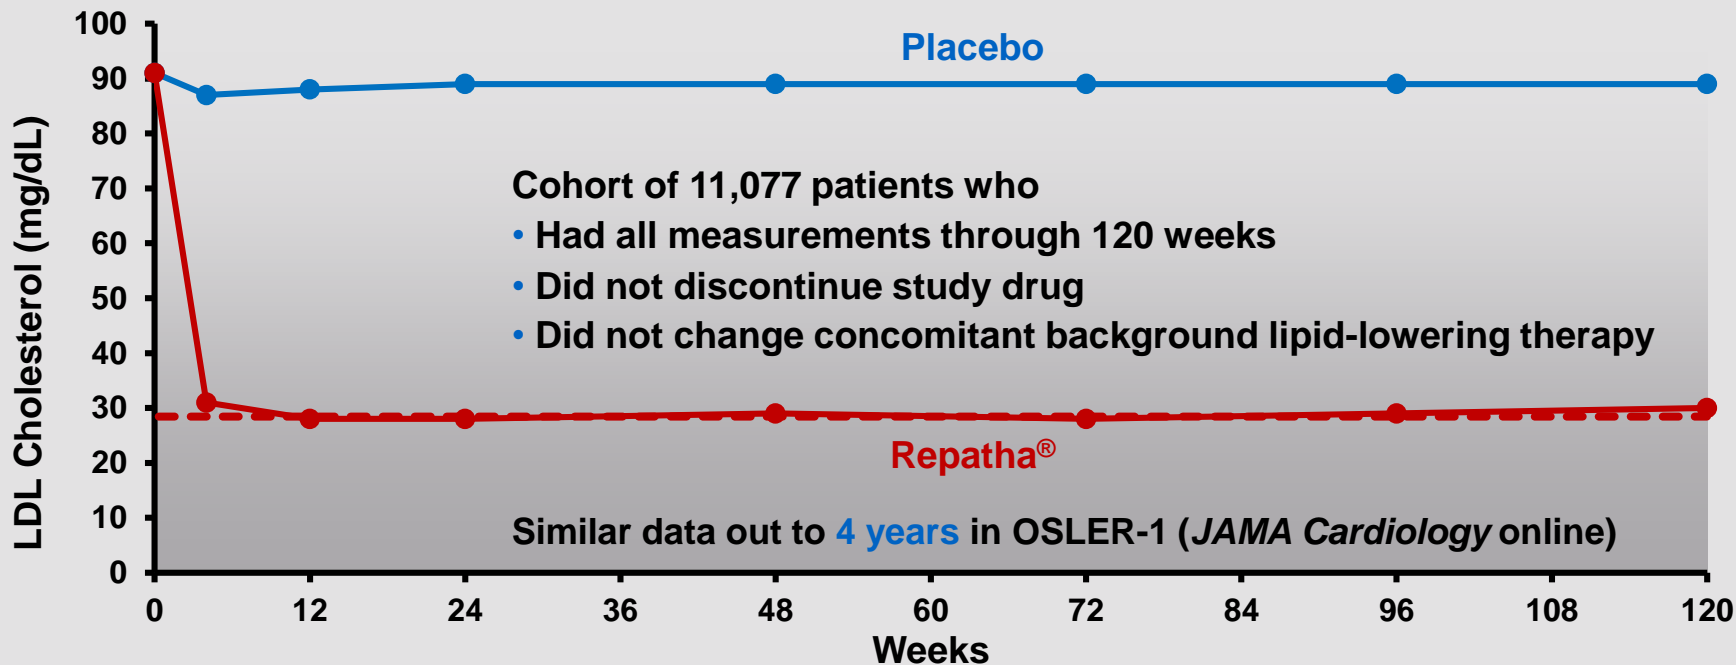 LDL Cholesterol (mg/dL)
100
90
80
70
60
50
40
30
20
10
0
Placebo
Cohort of 11,077 patients who
• Had all measurements through 120 weeks
• Did not discontinue study drug
• Did not change concomitant background lipid-lowering therapy
Repatha®
Similar data out to 4 years in OSLER-1 (JAMA Cardiology online)
0 12 24 36 48 60 72 84 96 108 120
Weeks